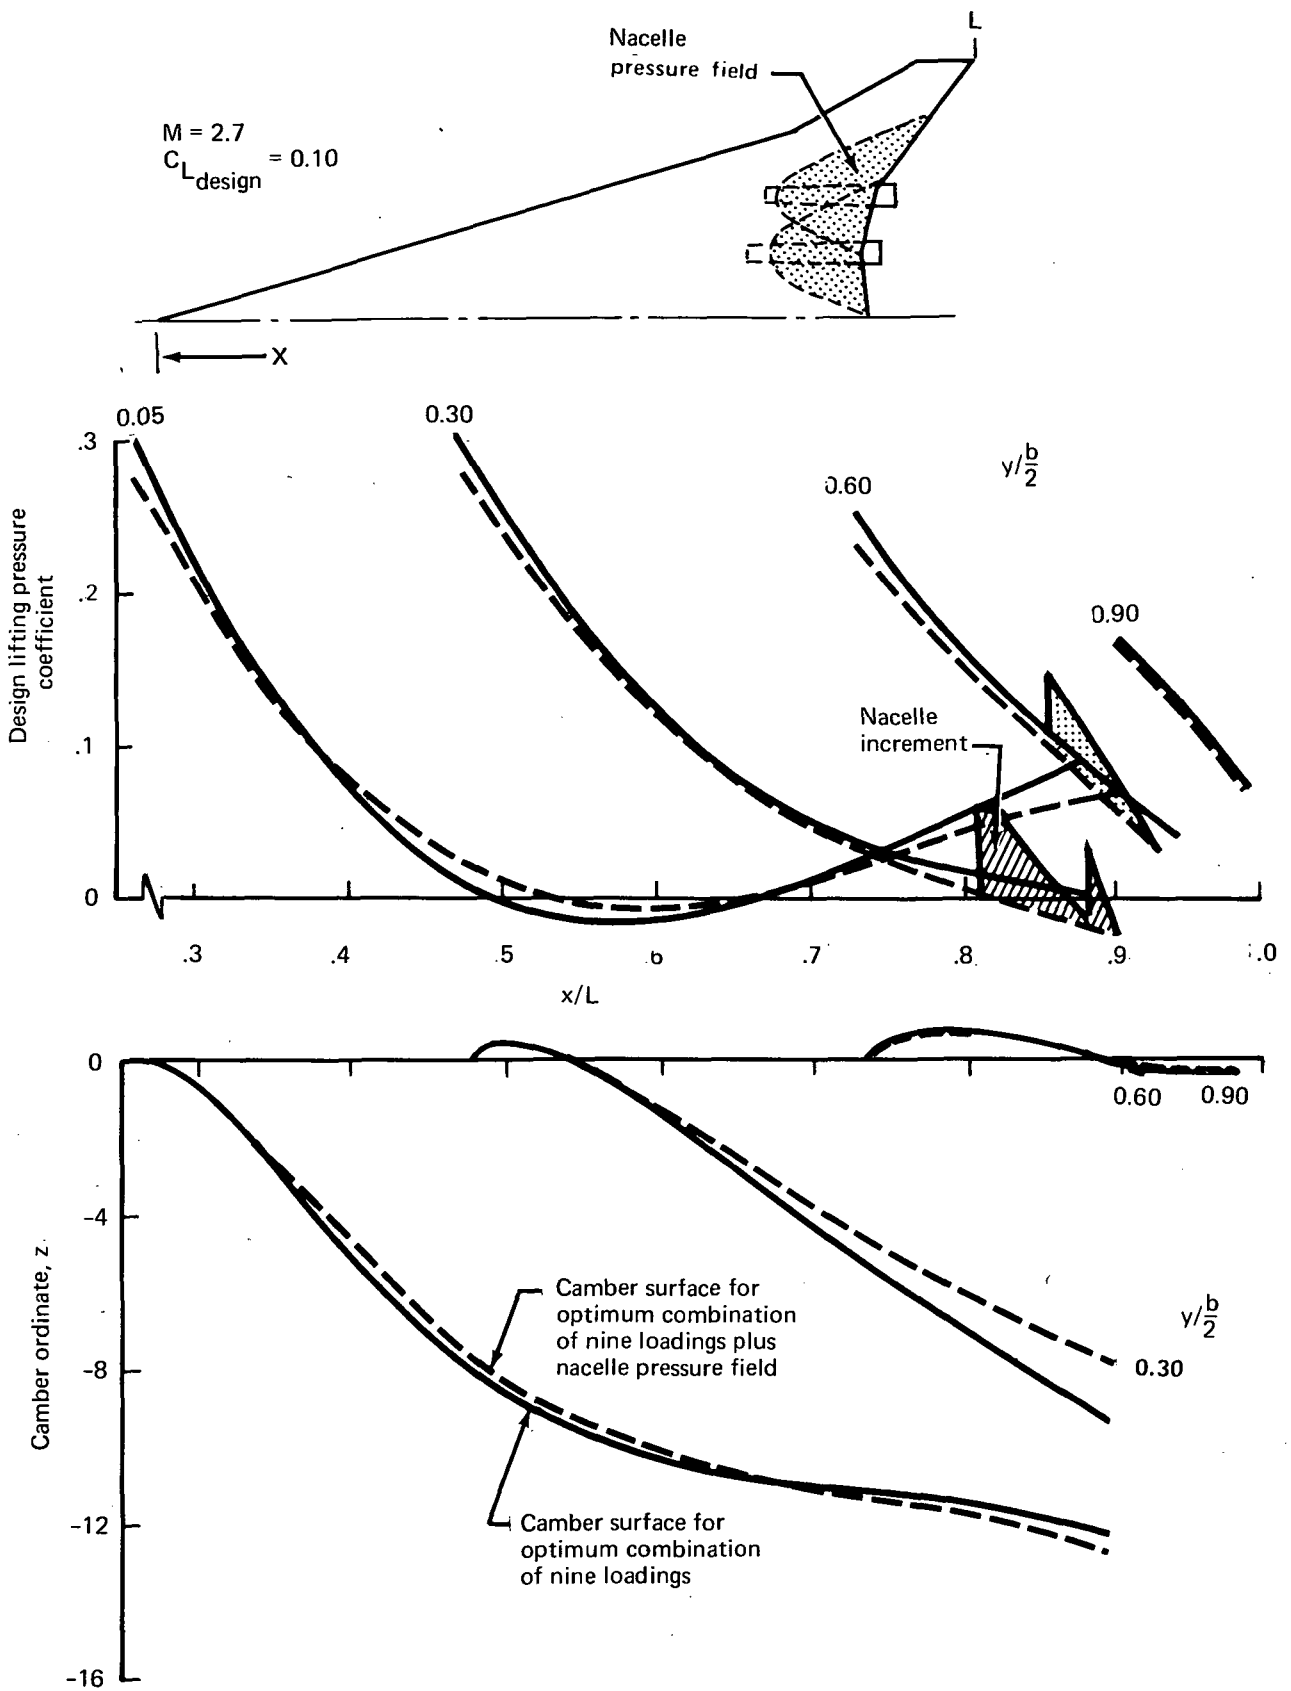 L
Nacelle
pressure field
M = 2.7
C_L_design = 0.10
X
0.05
0.30
y/b/2
0.60
0.90
.3
.2
.1
0
Design lifting pressure
coefficient
Nacelle
increment
.3 .4 .5 .6 .7 .8 .9 1.0
x/L
0
-4
-8
-12
-16
Camber ordinate, z
0.60 0.90
Camber surface for
optimum combination
of nine loadings plus
nacelle pressure field
y/b/2
0.30
Camber surface for
optimum combination
of nine loadings